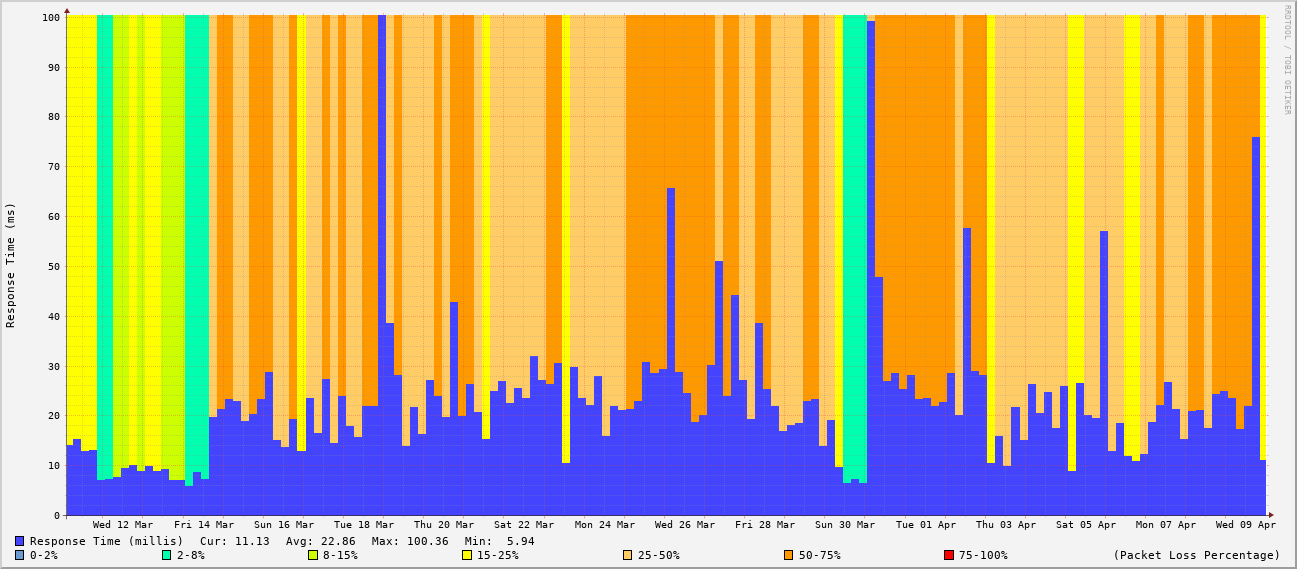 RRDTOOL / TOBI OETIKER
Response Time (ms)
100
90
80
70
60
50
40
30
20
10
0
Wed 12 Mar Fri 14 Mar Sun 16 Mar Tue 18 Mar Thu 20 Mar Sat 22 Mar Mon 24 Mar Wed 26 Mar Fri 28 Mar Sun 30 Mar Tue 01 Apr Thu 03 Apr Sat 05 Apr Mon 07 Apr Wed 09 Apr
Response Time (millis) Cur: 11.13 Avg: 22.86 Max: 100.36 Min: 5.94
0-2% 2-8% 8-15% 15-25% 25-50% 50-75% 75-100% (Packet Loss Percentage)